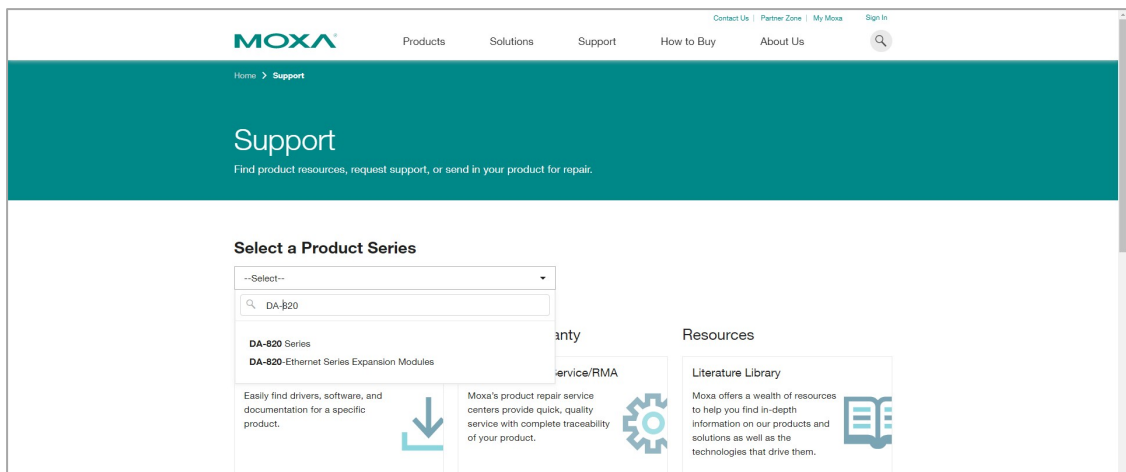 Contact Us | Partner Zone | My Moxa Sign In
MOXA
Products Solutions Support How to Buy About Us
Home > Support
Support
Find product resources, request support, or send in your product for repair.
Select a Product Series
--Select--
DA-820
DA-820 Series
DA-820-Ethernet Series Expansion Modules
anty
Resources
ervice/RMA
Literature Library
Easily find drivers, software, and
documentation for a specific
product.
Moxa's product repair service
centers provide quick, quality
service with complete traceability
of your product.
Moxa offers a wealth of resources
to help you find in-depth
information on our products and
solutions as well as the
technologies that drive them.